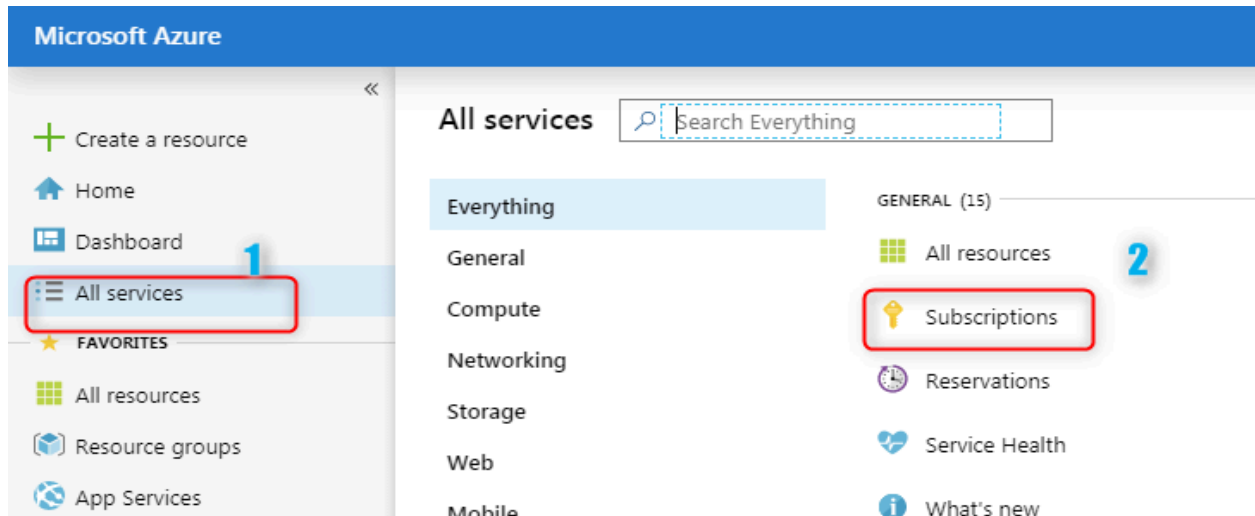 Microsoft Azure
«
Create a resource
Home
Dashboard
1
All services
FAVORITES
All resources
Resource groups
App Services
All services
Search Everything
Everything
General
Compute
Networking
Storage
Web
Mobile
GENERAL (15)
All resources
2
Subscriptions
Reservations
Service Health
What's new